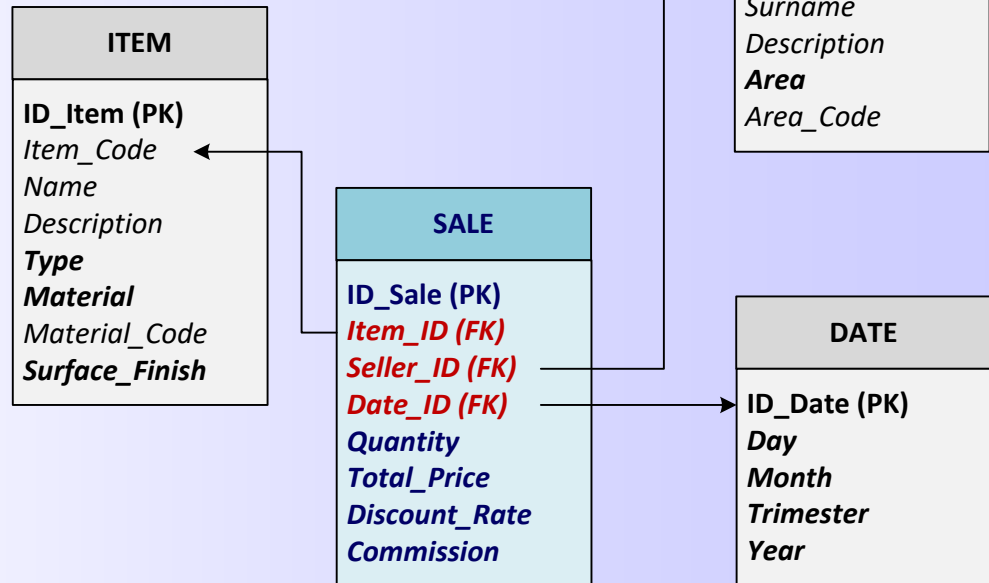 ITEM
ID_Item (PK)
Item_Code
Name
Description
Type
Material
Material_Code
Surface_Finish
SALE
ID_Sale (PK)
Item_ID (FK)
Seller_ID (FK)
Date_ID (FK)
Quantity
Total_Price
Discount_Rate
Commission
Surname
Description
Area
Area_Code
DATE
ID_Date (PK)
Day
Month
Trimester
Year